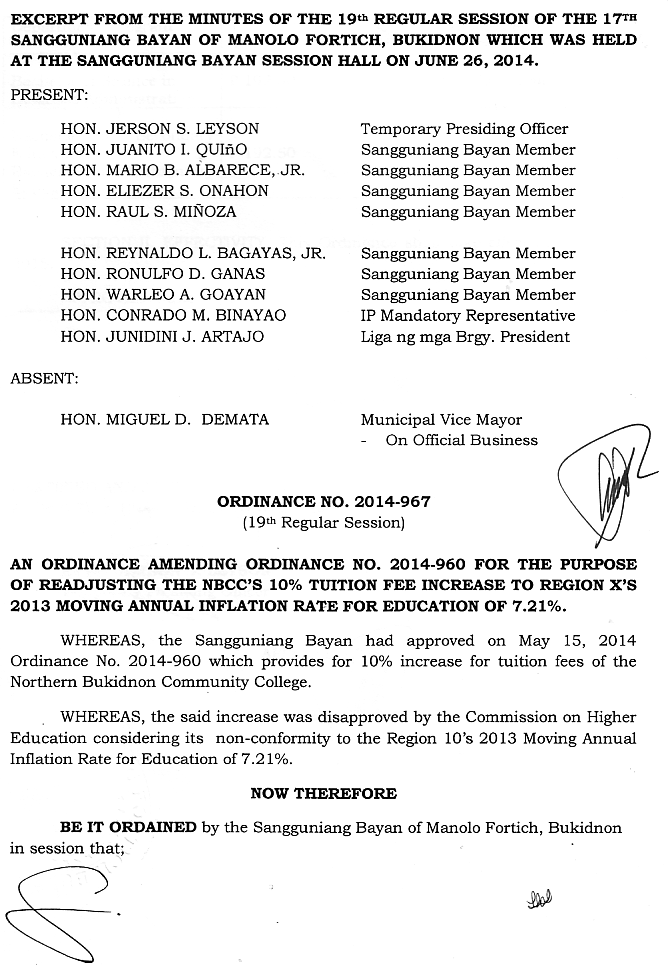 EXCERPT FROM THE MINUTES OF THE 19th REGULAR SESSION OF THE 17TH
SANGGUNIANG BAYAN OF MANOLO FORTICH, BUKIDNON WHICH WAS HELD
AT THE SANGGUNIANG BAYAN SESSION HALL ON JUNE 26, 2014.
PRESENT:
HON. JERSON S. LEYSON Temporary Presiding Officer
HON. JUANITO I. QUIñO Sangguniang Bayan Member
HON. MARIO B. ALBARECE, JR. Sangguniang Bayan Member
HON. ELIEZER S. ONAHON Sangguniang Bayan Member
HON. RAUL S. MIÑOZA Sangguniang Bayan Member
HON. REYNALDO L. BAGAYAS, JR. Sangguniang Bayan Member
HON. RONULFO D. GANAS Sangguniang Bayan Member
HON. WARLEO A. GOAYAN Sangguniang Bayan Member
HON. CONRADO M. BINAYAO IP Mandatory Representative
HON. JUNIDINI J. ARTAJO Liga ng mga Brgy. President
ABSENT:
HON. MIGUEL D. DEMATA Municipal Vice Mayor
- On Official Business
ORDINANCE NO. 2014-967
(19th Regular Session)
AN ORDINANCE AMENDING ORDINANCE NO. 2014-960 FOR THE PURPOSE
OF READJUSTING THE NBCC'S 10% TUITION FEE INCREASE TO REGION X'S
2013 MOVING ANNUAL INFLATION RATE FOR EDUCATION OF 7.21%.
WHEREAS, the Sangguniang Bayan had approved on May 15, 2014
Ordinance No. 2014-960 which provides for 10% increase for tuition fees of the
Northern Bukidnon Community College.
WHEREAS, the said increase was disapproved by the Commission on Higher
Education considering its non-conformity to the Region 10's 2013 Moving Annual
Inflation Rate for Education of 7.21%.
NOW THEREFORE
BE IT ORDAINED by the Sangguniang Bayan of Manolo Fortich, Bukidnon
in session that;